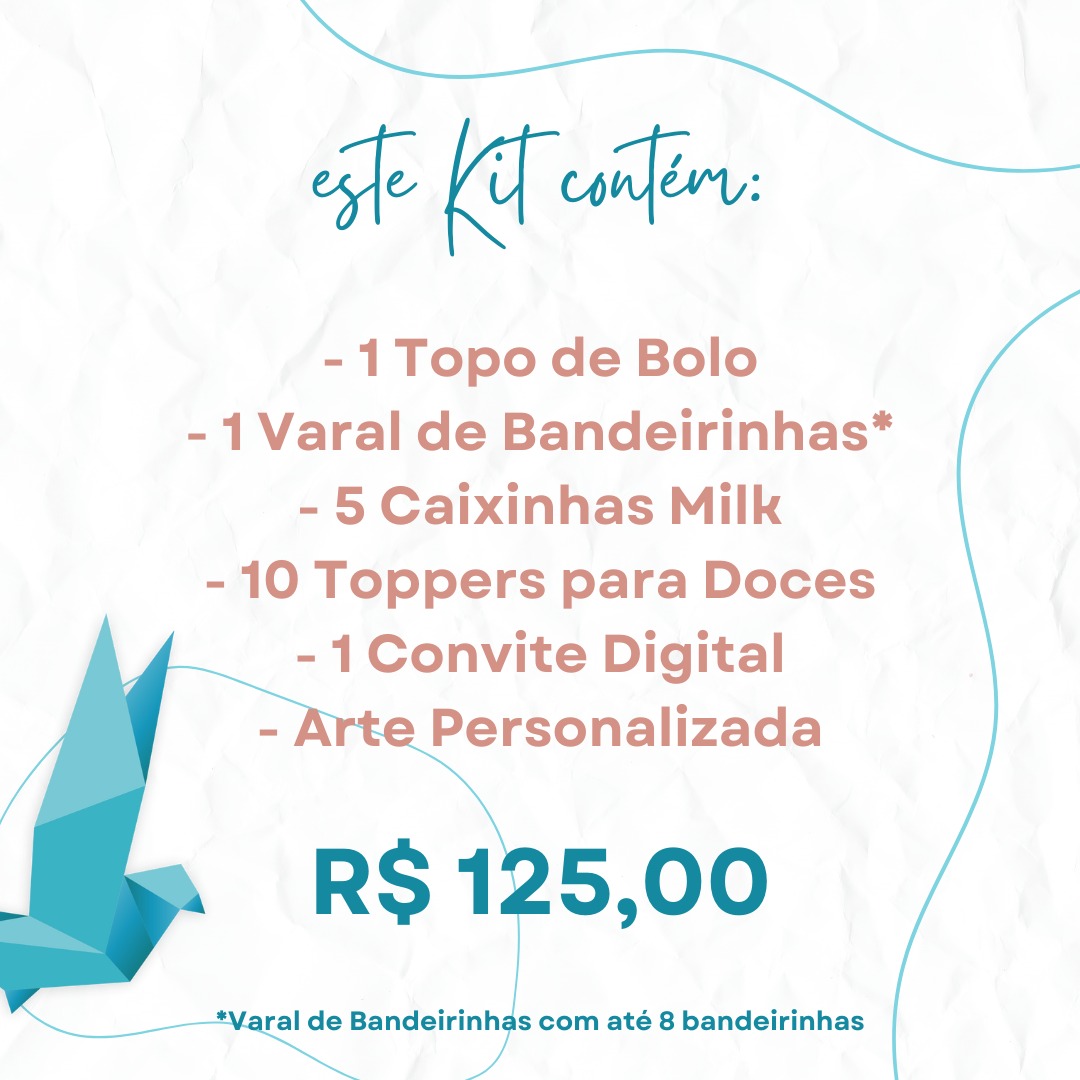 este Kit contém:
- 1 Topo de Bolo
- 1 Varal de Bandeirinhas*
- 5 Caixinhas Milk
- 10 Toppers para Doces
- 1 Convite Digital
- Arte Personalizada
R$ 125,00
*Varal de Bandeirinhas com até 8 bandeirinhas